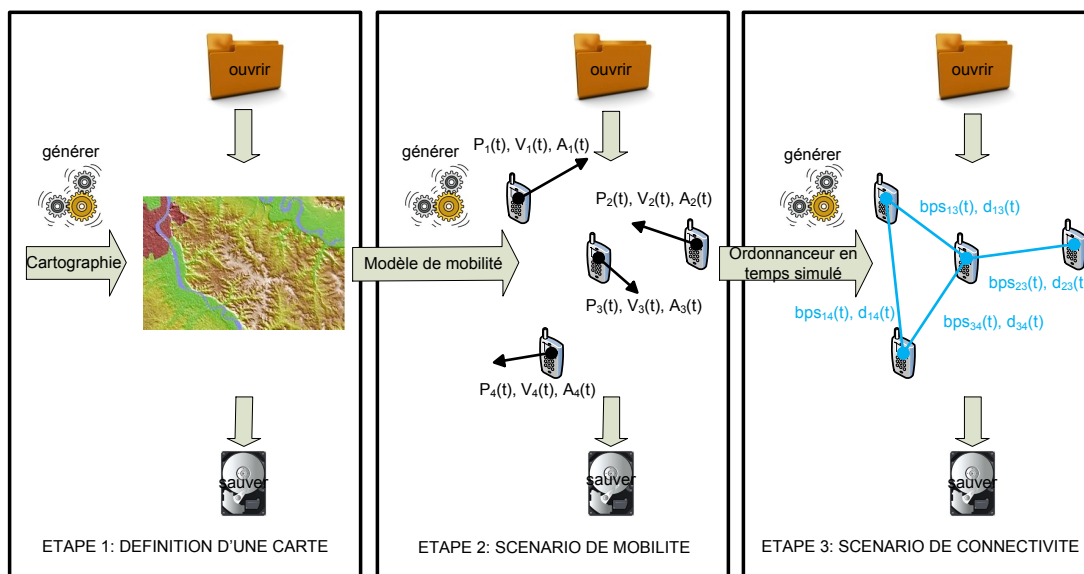 ouvrir
générer
Cartographie
sauver
ETAPE 1: DEFINITION D'UNE CARTE
ouvrir
générer
P₁(t), V₁(t), A₁(t)
P₂(t), V₂(t), A₂(t)
Modèle de mobilité
P₃(t), V₃(t), A₃(t)
P₄(t), V₄(t), A₄(t)
sauver
ETAPE 2: SCENARIO DE MOBILITE
ouvrir
générer
bps₁₃(t), d₁₃(t)
Ordonnanceur en
temps simulé
bps₂₃(t), d₂₃(t)
bps₁₄(t), d₁₄(t)
bps₃₄(t), d₃₄(t)
sauver
ETAPE 3: SCENARIO DE CONNECTIVITE